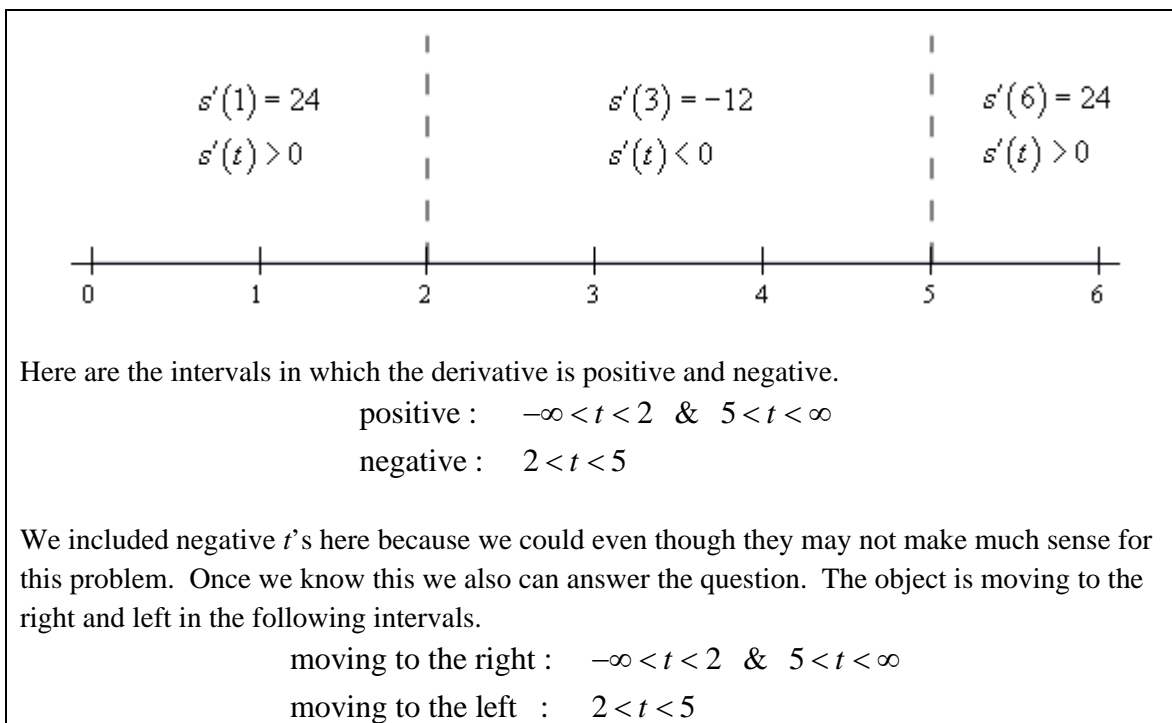 s′(1) = 24 s′(3) = −12 s′(6) = 24
s′(t) > 0 s′(t) < 0 s′(t) > 0
0 1 2 3 4 5 6
Here are the intervals in which the derivative is positive and negative.
positive : −∞ < t < 2 & 5 < t < ∞
negative : 2 < t < 5
We included negative t’s here because we could even though they may not make much sense for
this problem. Once we know this we also can answer the question. The object is moving to the
right and left in the following intervals.
moving to the right : −∞ < t < 2 & 5 < t < ∞
moving to the left : 2 < t < 5